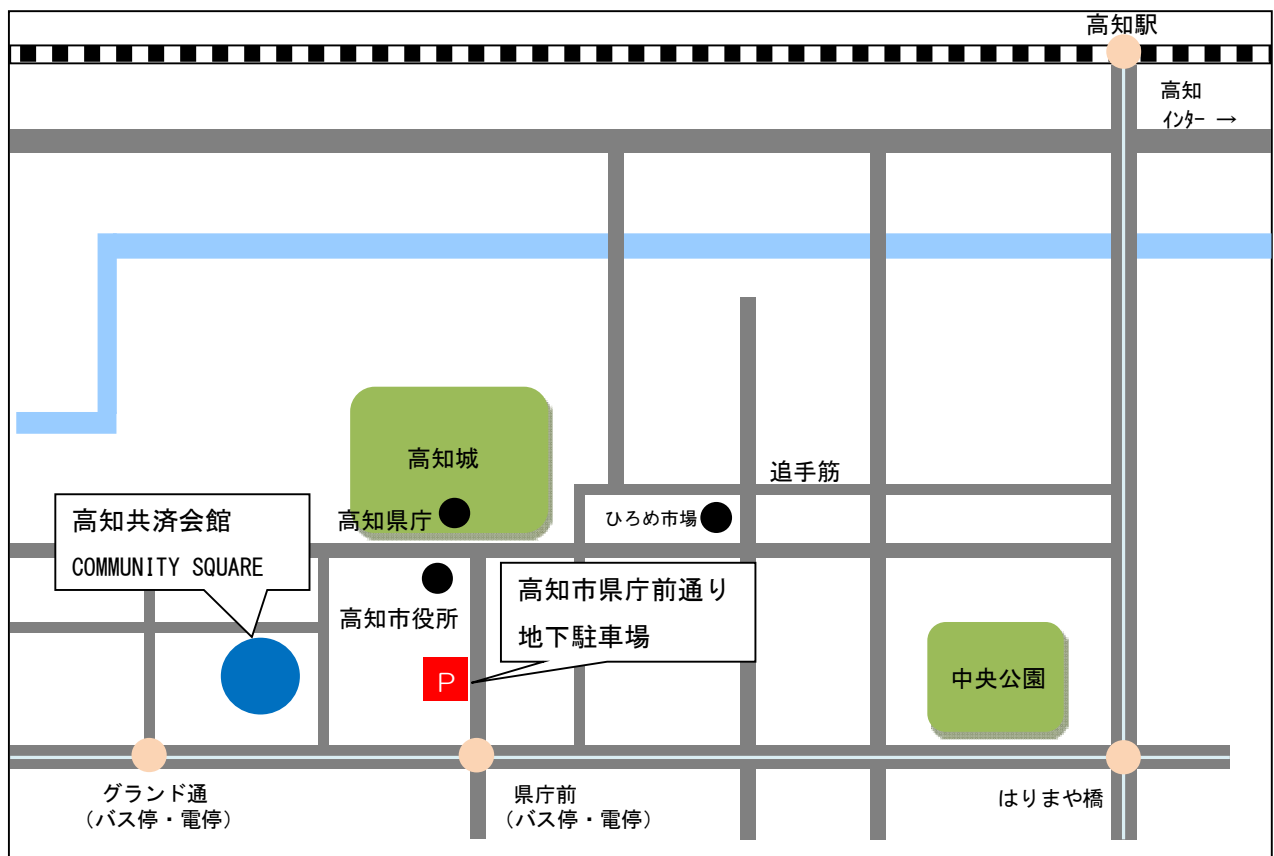 高知駅
高知
ｲﾝﾀｰ →
高知城
追手筋
高知県庁
ひろめ市場
高知共済会館
COMMUNITY SQUARE
高知市県庁前通り
地下駐車場
高知市役所
P
中央公園
グランド通
(バス停・電停)
県庁前
(バス停・電停)
はりまや橋